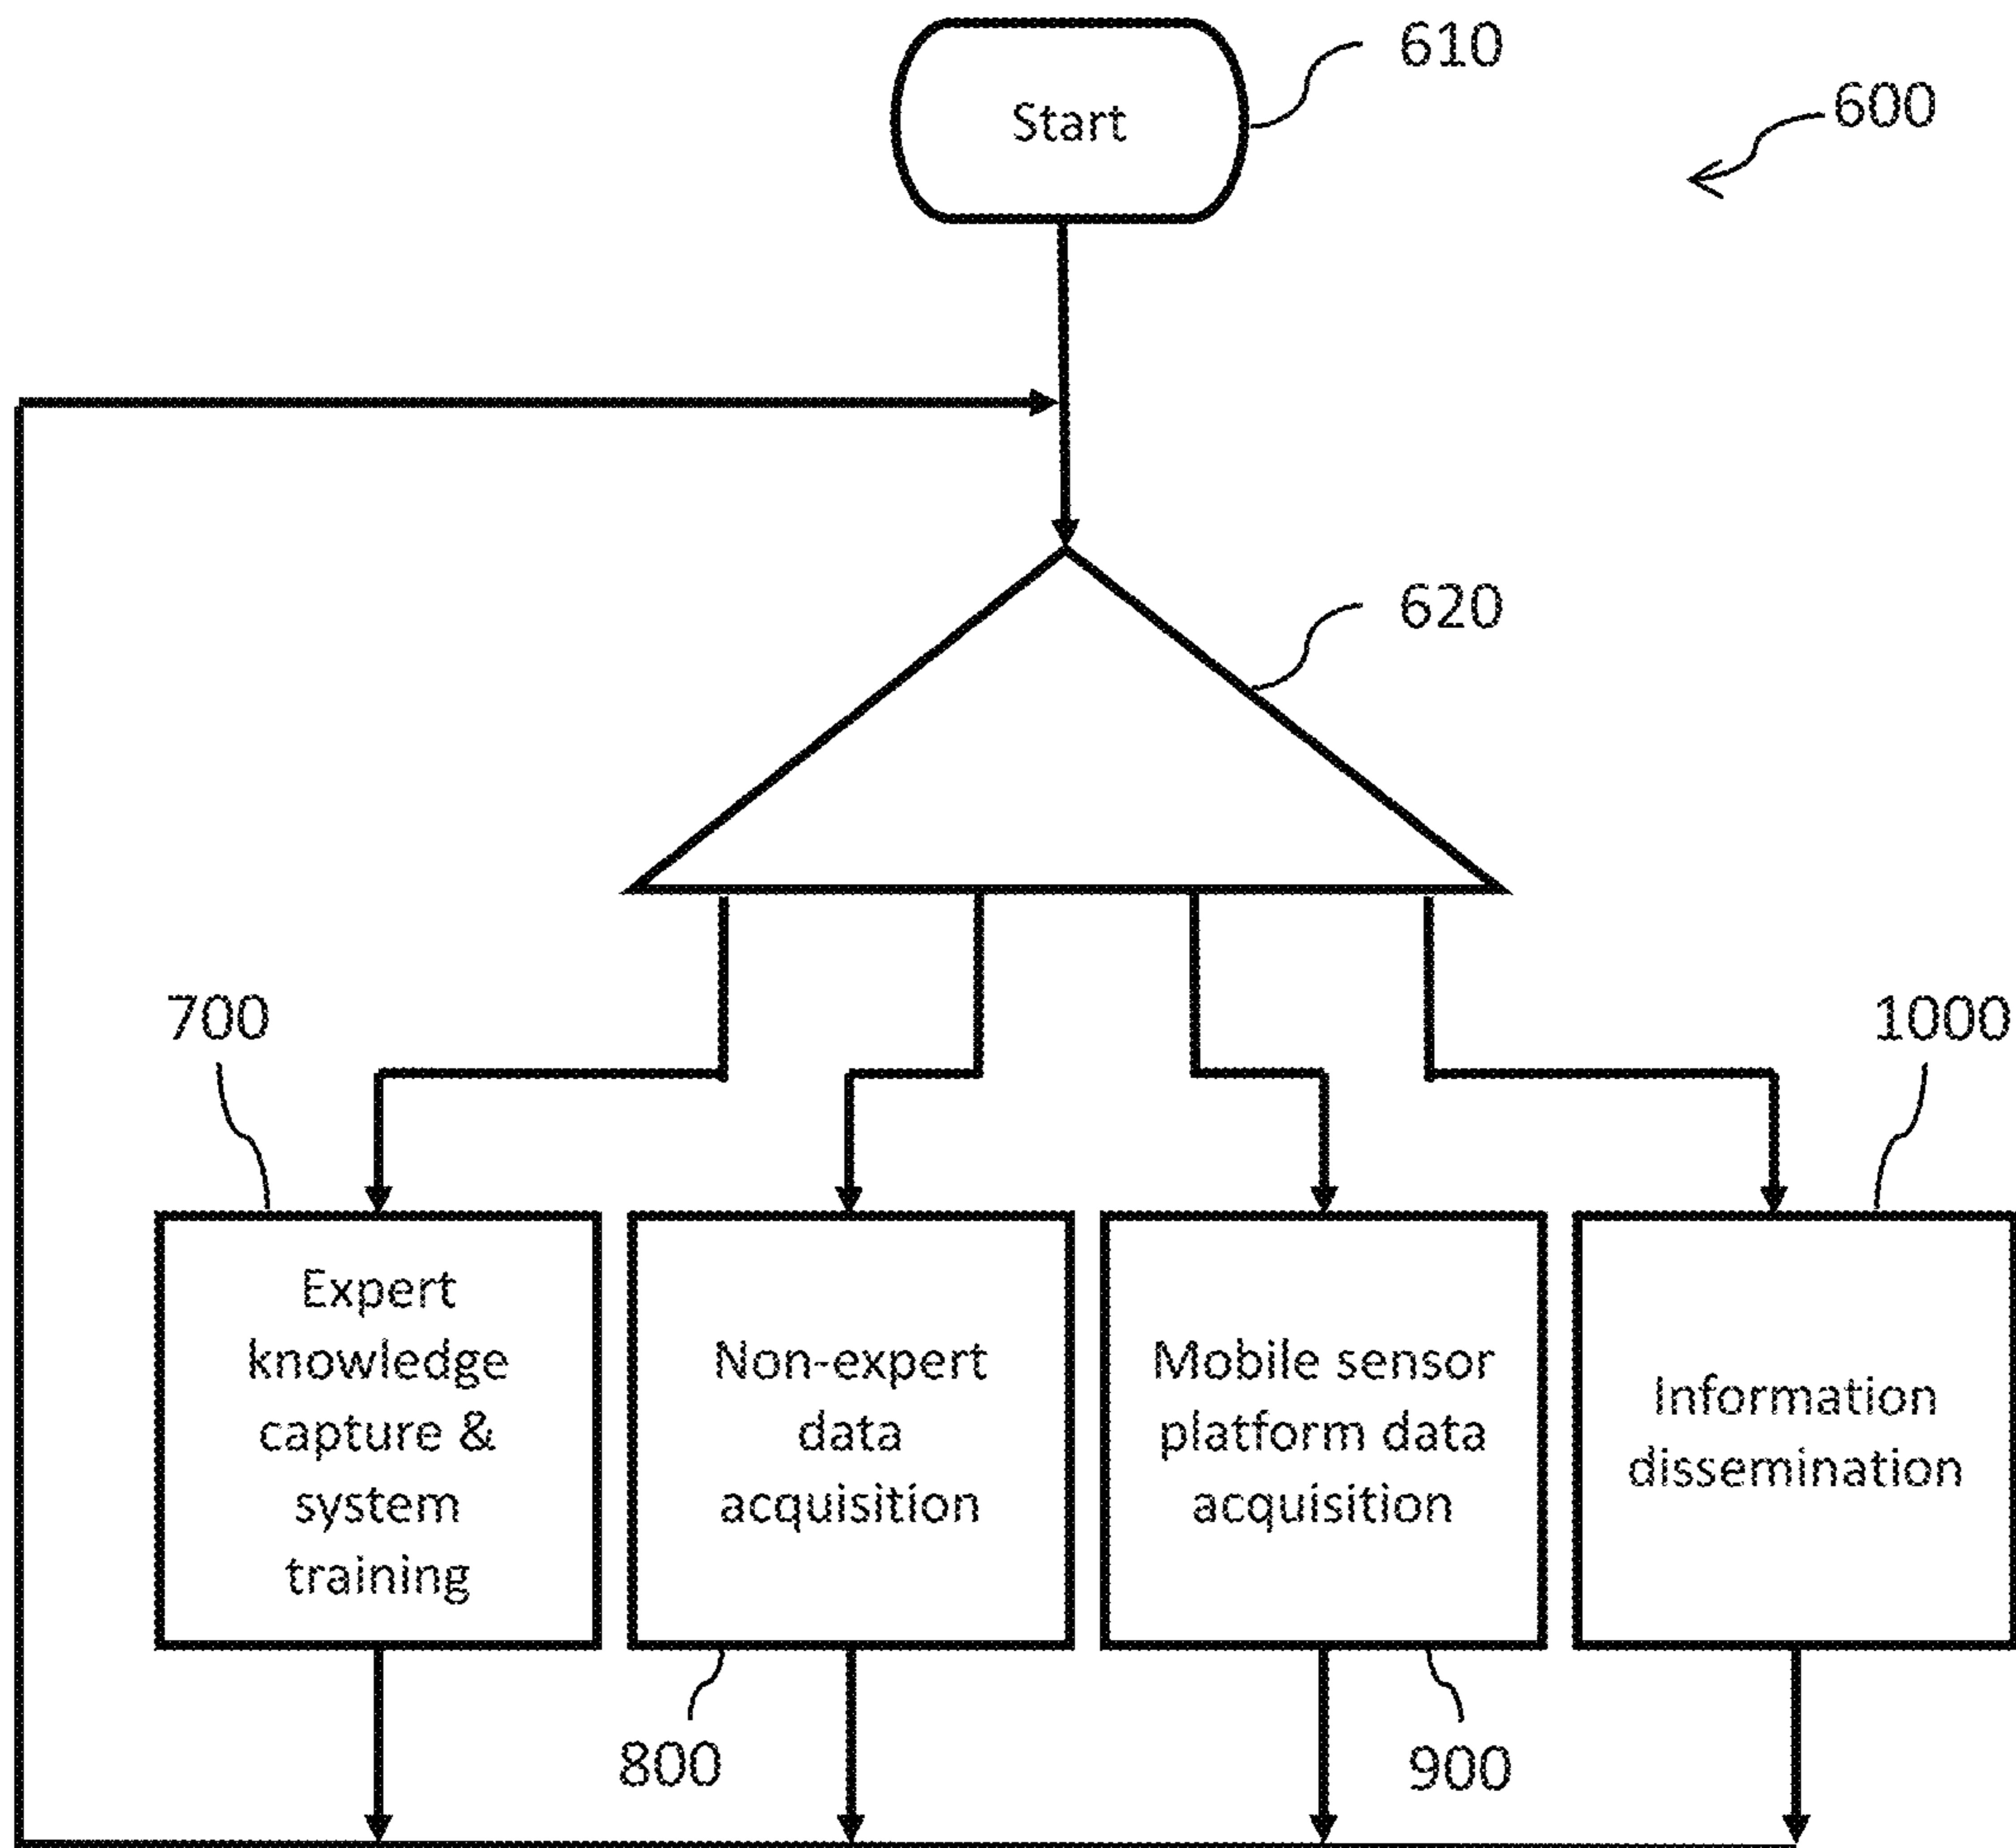 610
600
Start
620
700
1000
Expert
knowledge
capture &
system
training
Non-expert
data
acquisition
Mobile sensor
platform data
acquisition
Information
dissemination
800
900